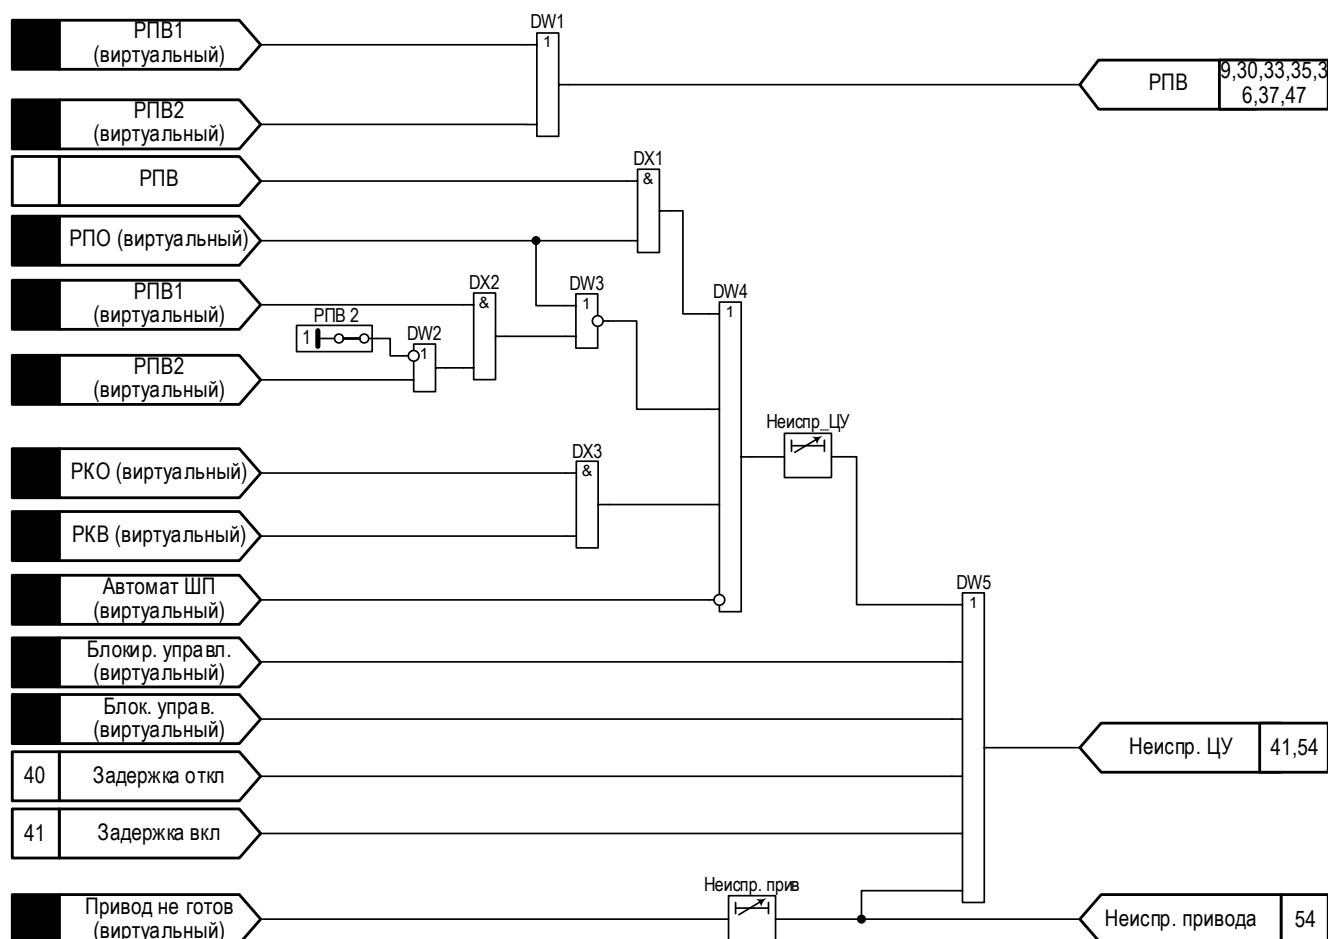 РПВ1
(виртуальный)
DW1
1
РПВ
9,30,33,35,3
6,37,47
РПВ2
(виртуальный)
РПВ
DX1
&
РПО (виртуальный)
РПВ1
(виртуальный)
DX2
&
DW3
1
DW4
1
РПВ 2
1
DW2
1
РПВ2
(виртуальный)
Неиспр_ЦУ
РКО (виртуальный)
DX3
&
РКВ (виртуальный)
Автомат ШП
(виртуальный)
DW5
1
Блокир. управл.
(виртуальный)
Блок. управ.
(виртуальный)
Неиспр. ЦУ
41,54
40
Задержка откл
41
Задержка вкл
Неиспр. прив
Привод не готов
(виртуальный)
Неиспр. привода
54